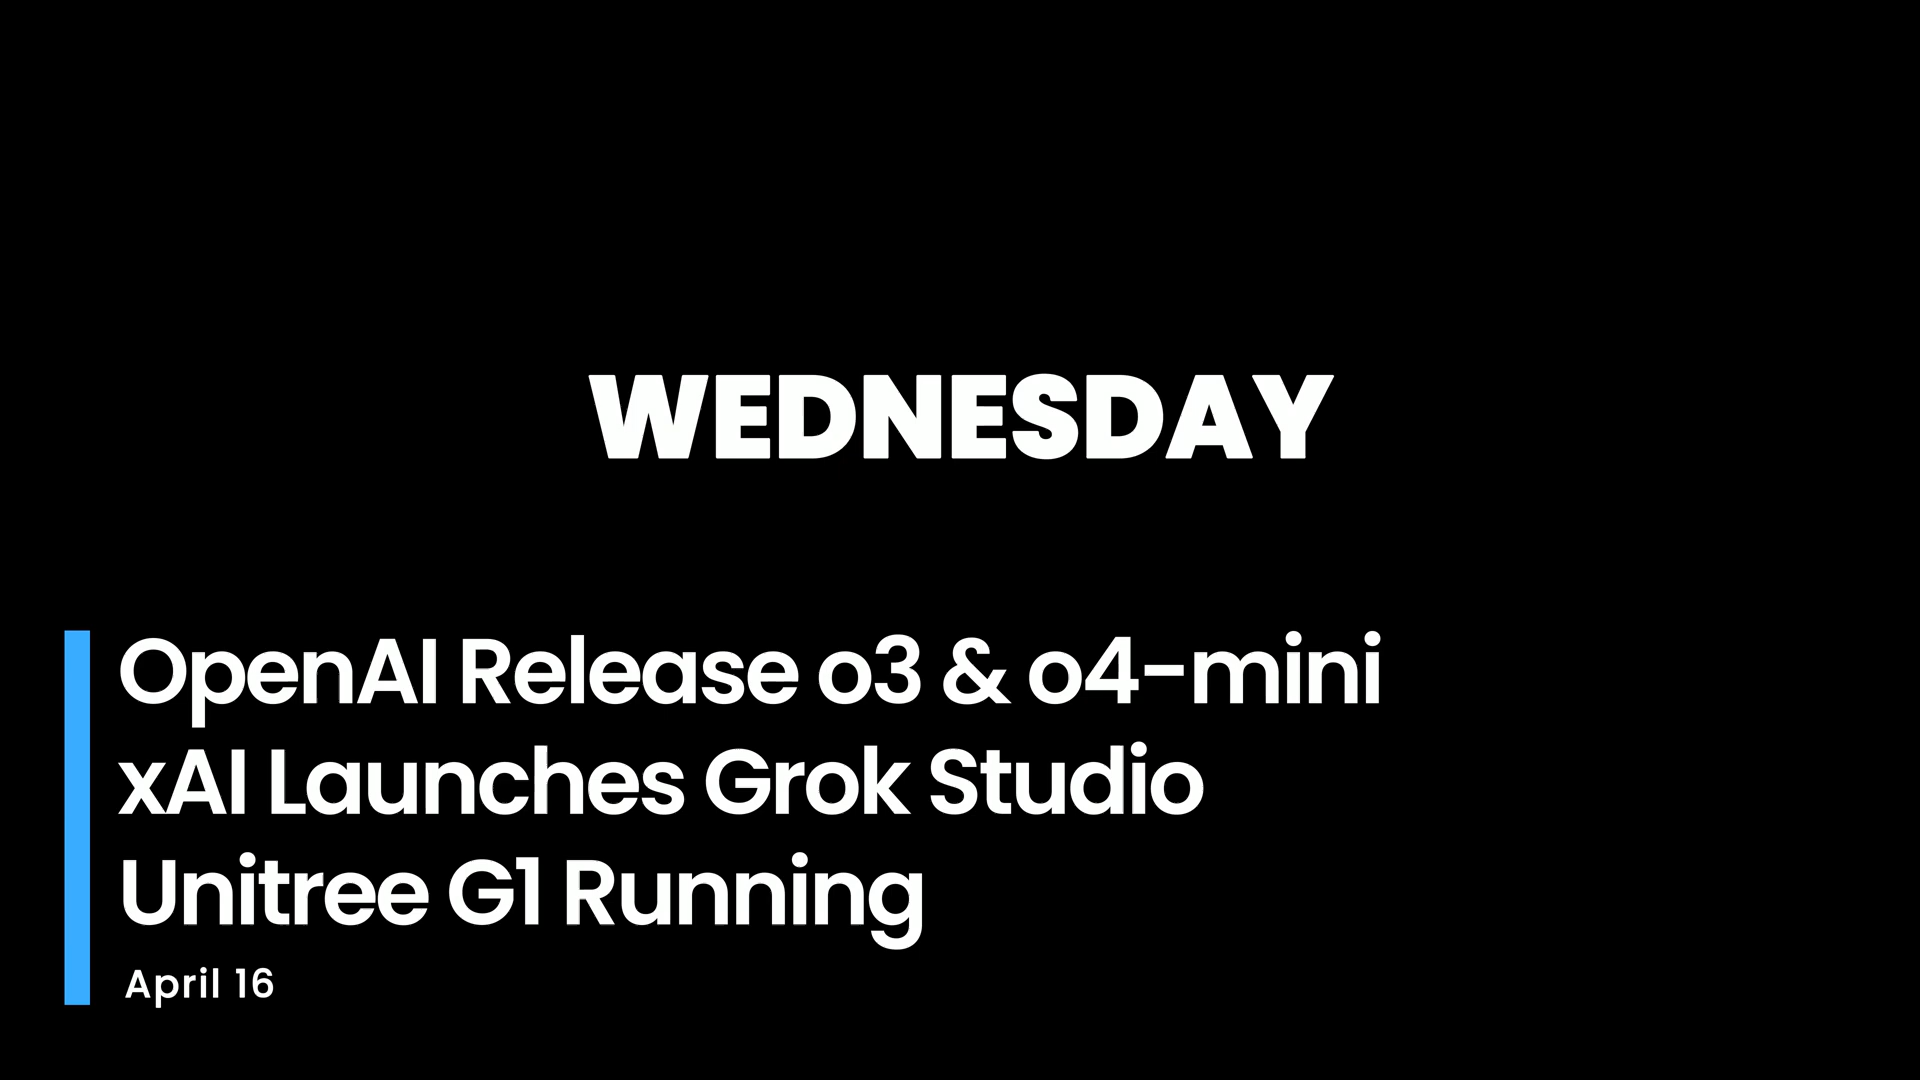 WEDNESDAY
OpenAI Release o3 & o4-mini
xAI Launches Grok Studio
Unitree G1 Running
April 16